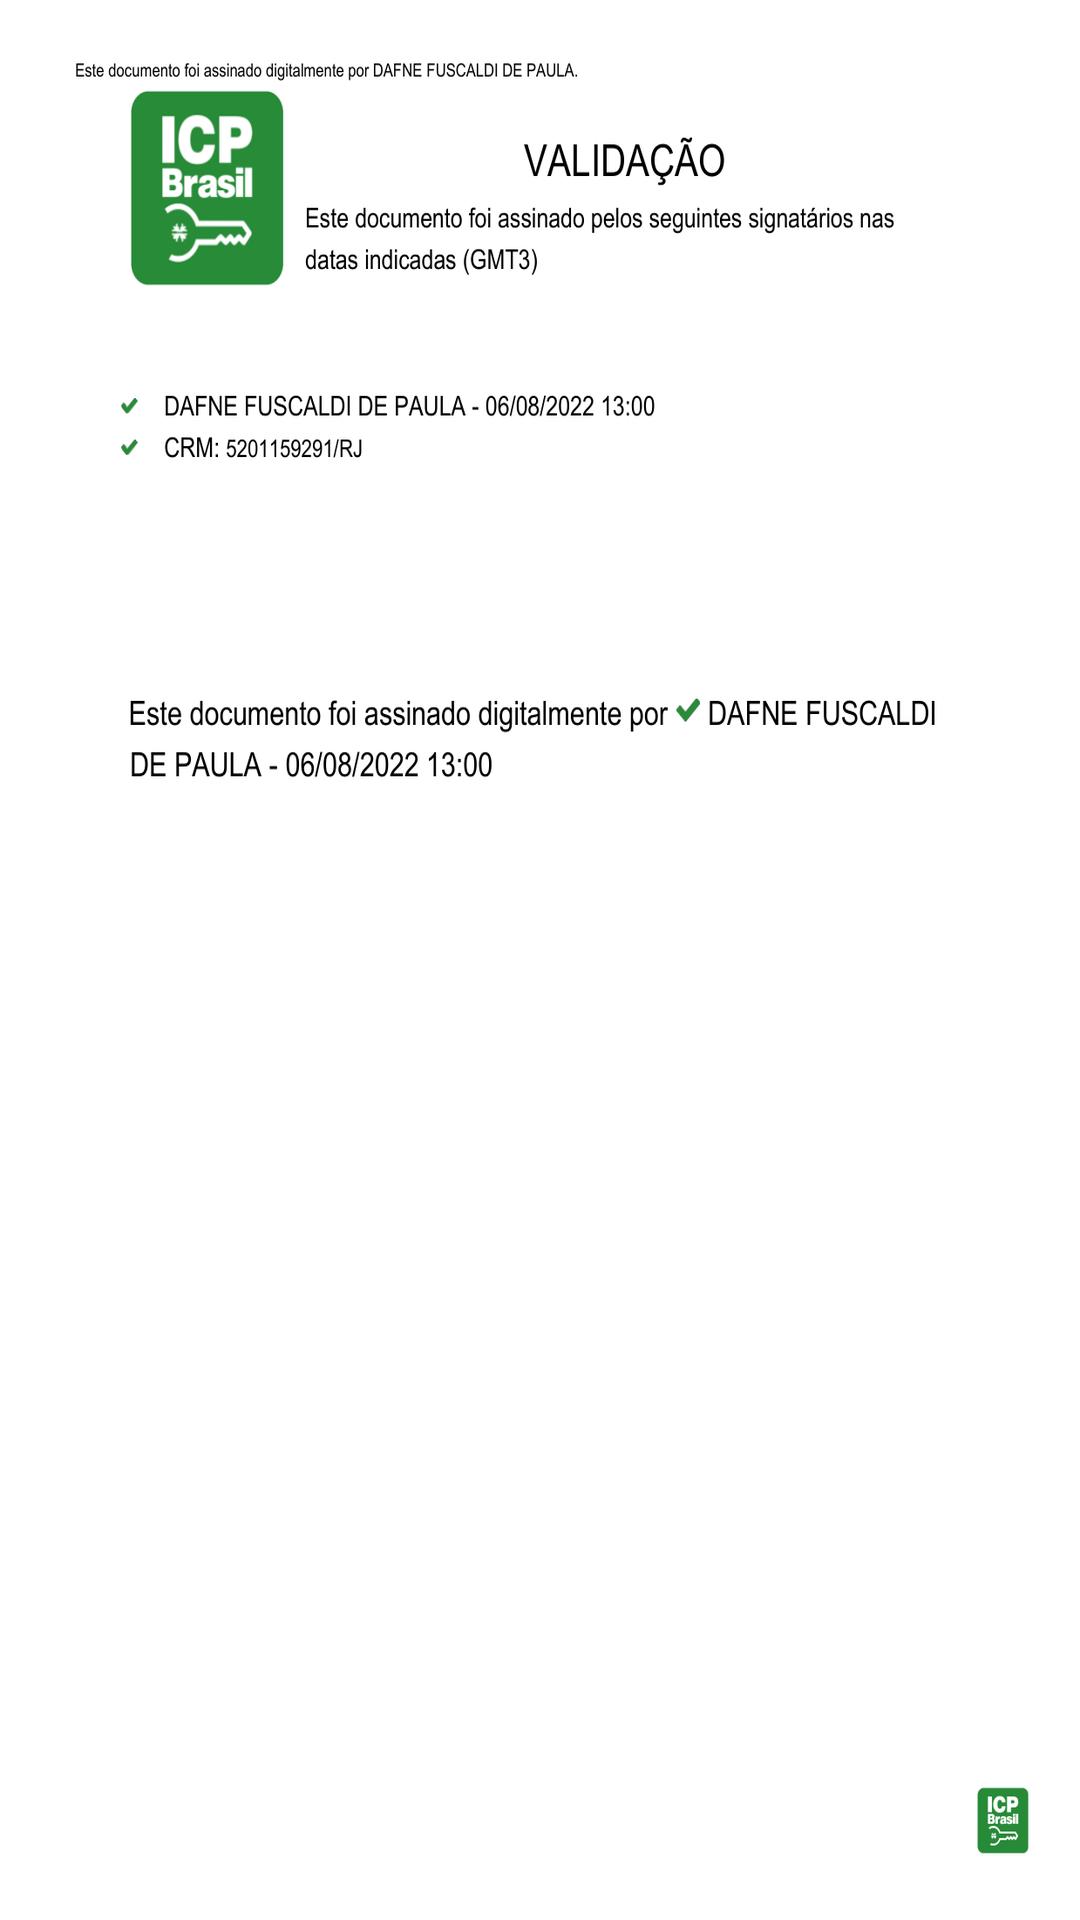 Este documento foi assinado digitalmente por DAFNE FUSCALDI DE PAULA.
ICP
Brasil
VALIDAÇÃO
Este documento foi assinado pelos seguintes signatários nas
datas indicadas (GMT3)
DAFNE FUSCALDI DE PAULA - 06/08/2022 13:00
CRM: 5201159291/RJ
Este documento foi assinado digitalmente por ✔ DAFNE FUSCALDI
DE PAULA - 06/08/2022 13:00
ICP
Brasil